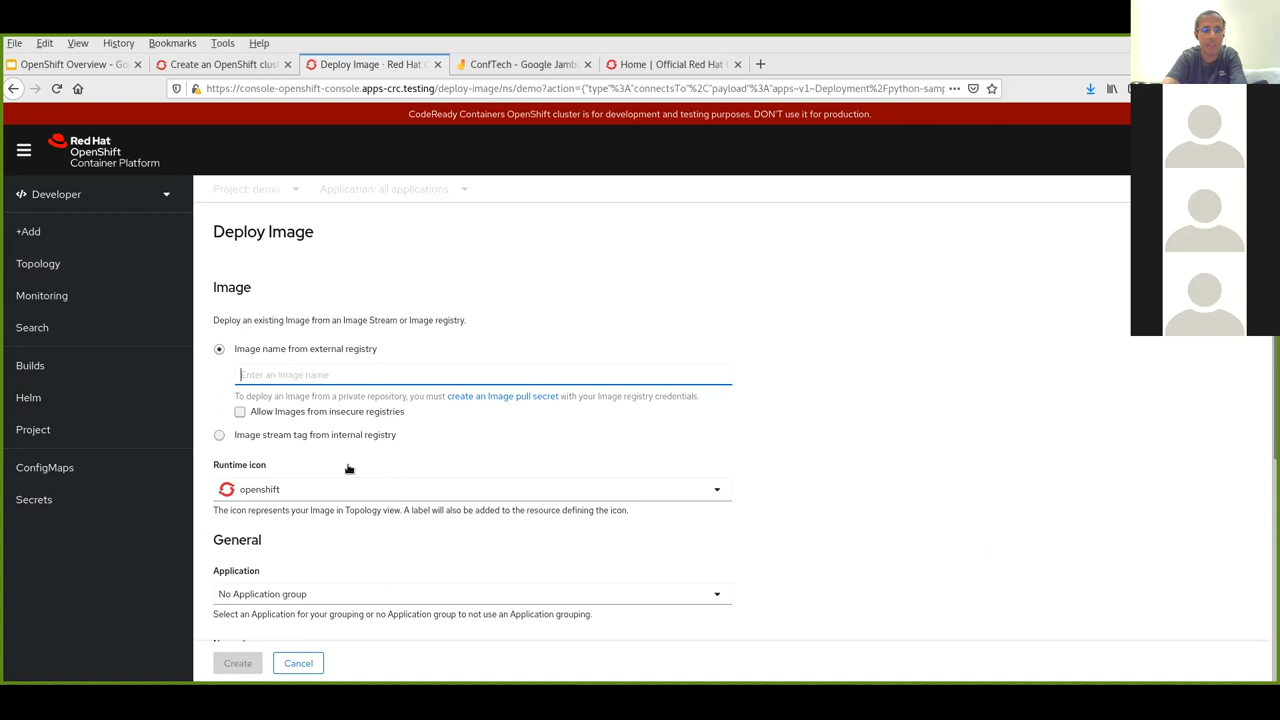 File Edit View History Bookmarks Tools Help
OpenShift Overview - Go
Create an OpenShift clust
Deploy Image · Red Hat
ConfTech - Google Jamb
Home | Official Red Hat
https://console-openshift-console.apps-crc.testing/deploy-image/ns/demo?action={"type"%3A"connectsTo"%2C"payload"%3A"apps~v1~Deployment%2Fpython-samp
CodeReady Containers OpenShift cluster is for development and testing purposes. DON'T use it for production.
Red Hat
OpenShift
Container Platform
Developer
+Add
Topology
Monitoring
Search
Builds
Helm
Project
ConfigMaps
Secrets
Project: demo
Application: all applications
Deploy Image
Image
Deploy an existing Image from an Image Stream or Image registry.
Image name from external registry
Enter an Image name
To deploy an Image from a private repository, you must create an Image pull secret with your Image registry credentials.
Allow Images from insecure registries
Image stream tag from internal registry
Runtime icon
openshift
The icon represents your Image in Topology view. A label will also be added to the resource defining the icon.
General
Application
No Application group
Select an Application for your grouping or no Application group to not use an Application grouping.
Create
Cancel